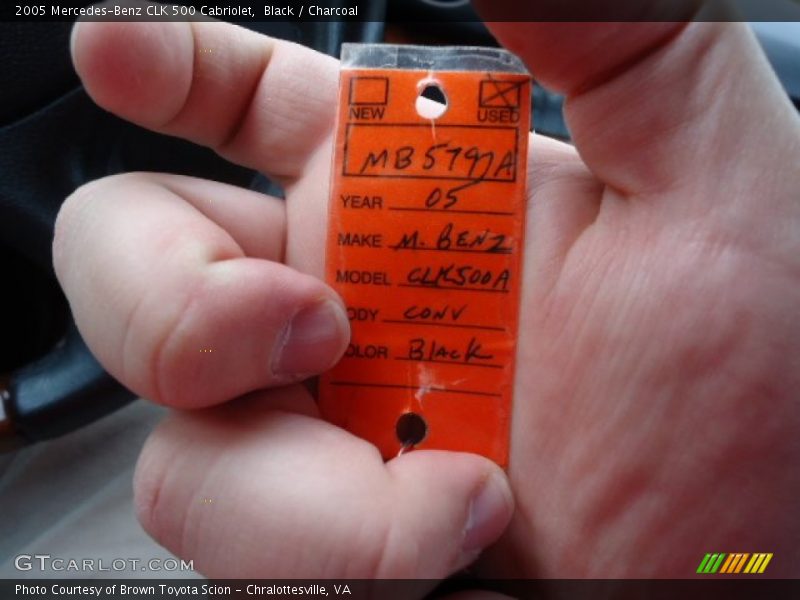 2005 Mercedes-Benz CLK 500 Cabriolet, Black / Charcoal
NEW USED
MB5797A
YEAR 05
MAKE M. BENZ
MODEL CLK500A
ODY CONV
OLOR Black
GTCARLOT.COM
Photo Courtesy of Brown Toyota Scion - Chralottesville, VA